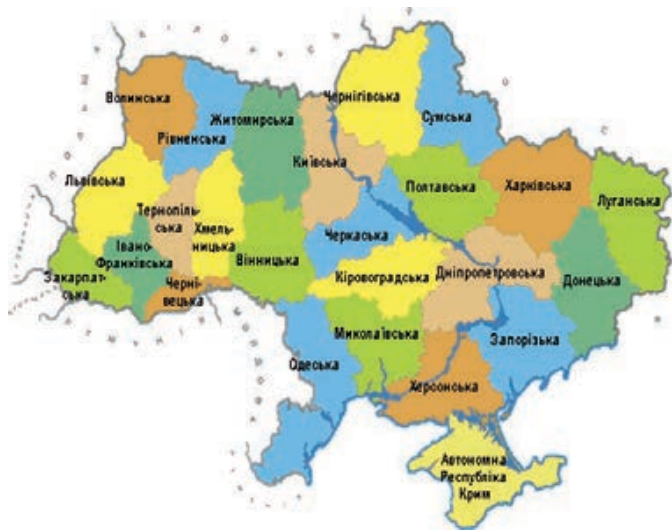 Волинська
Рівненська
Житомирська
Чернігівська
Сумська
Київська
Львівська
Тернопіль-
ська
Хмель-
ницька
Вінницька
Черкаська
Полтавська
Харківська
Луганська
Івано-
Франківська
Закарпат-
ська
Черні-
вецька
Кіровоградська
Дніпропетровська
Донецька
Одеська
Миколаївська
Запорізька
Херсонська
Автономна
Республіка
Крим